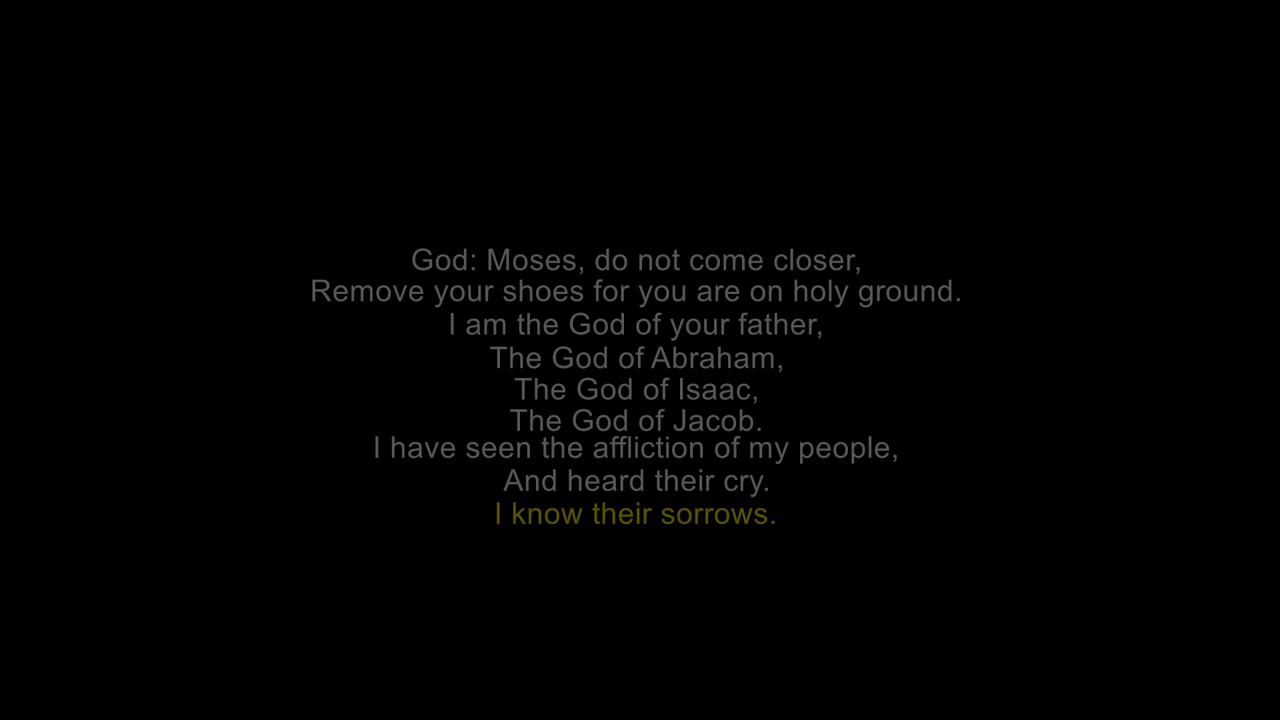 God: Moses, do not come closer,
Remove your shoes for you are on holy ground.
I am the God of your father,
The God of Abraham,
The God of Isaac,
The God of Jacob.
I have seen the affliction of my people,
And heard their cry.
I know their sorrows.